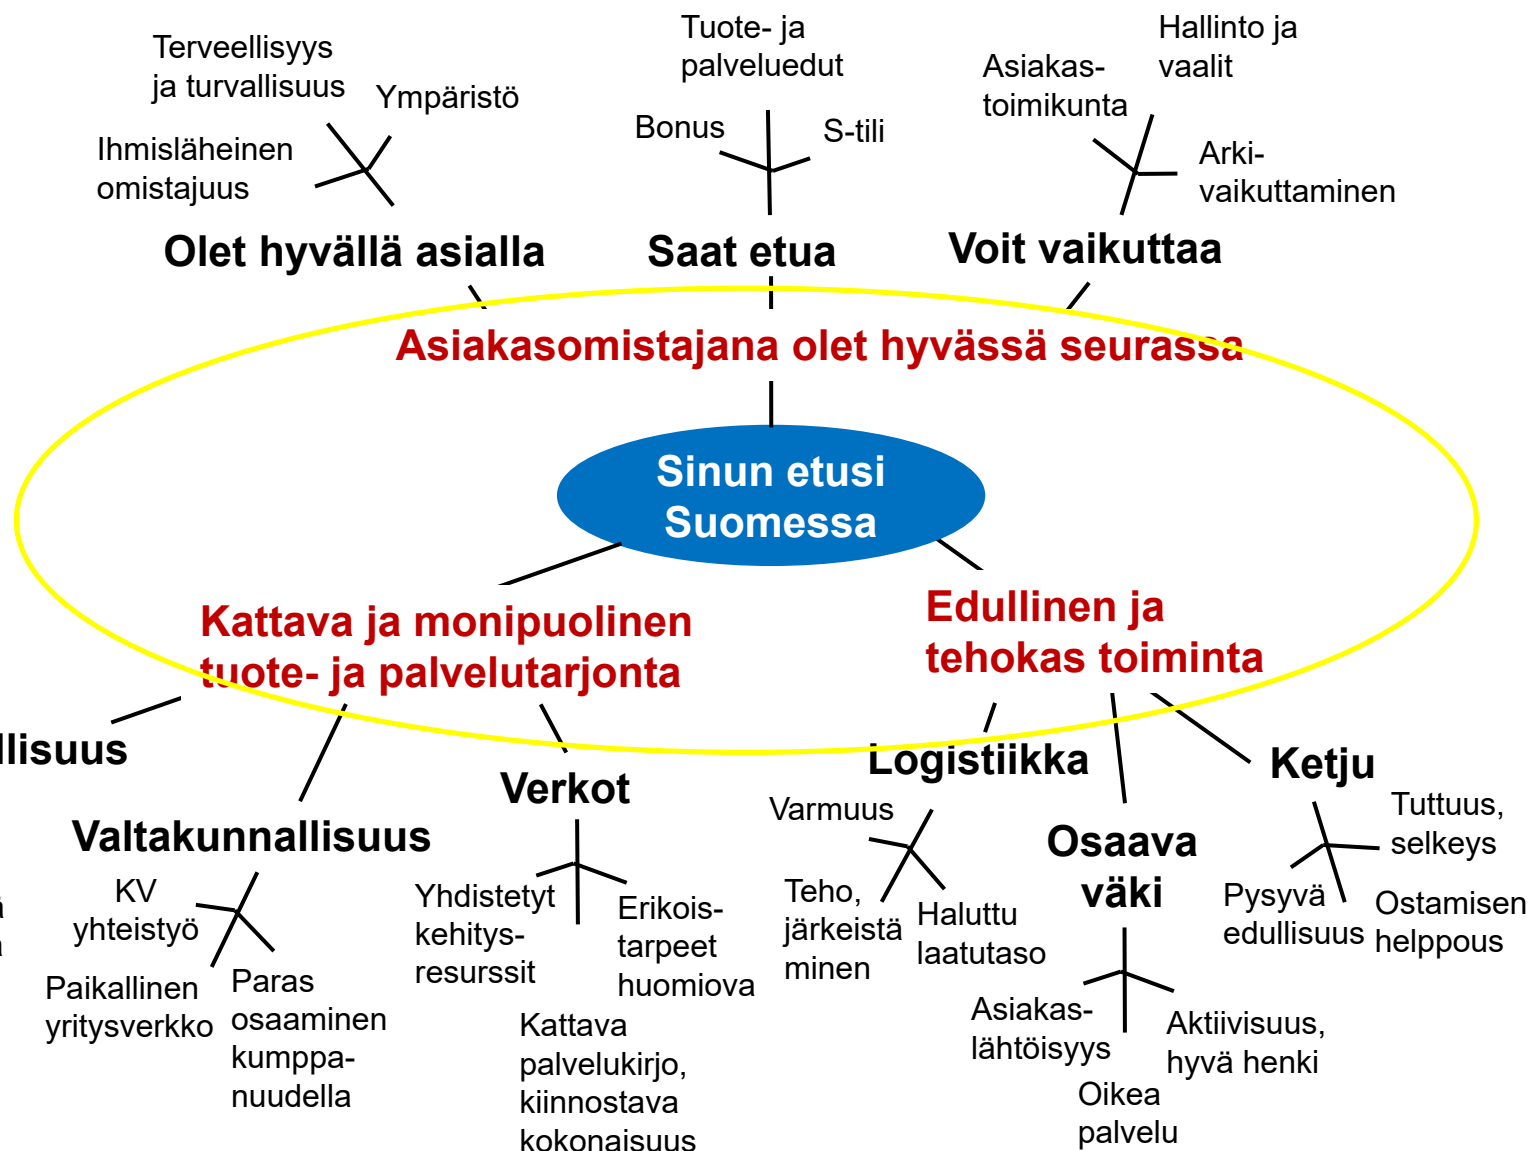 Terveellisyys
ja turvallisuus
Ympäristö
Ihmisläheinen
omistajuus
Olet hyvällä asialla
Tuote- ja
palveluedut
Bonus
S-tili
Saat etua
Hallinto ja
vaalit
Asiakas-
toimikunta
Arki-
vaikuttaminen
Voit vaikuttaa
Asiakasomistajana olet hyvässä seurassa
Sinun etusi
Suomessa
Kattava ja monipuolinen
tuote- ja palvelutarjonta
Edullinen ja
tehokas toiminta
llisuus
Valtakunnallisuus
KV
yhteistyö
Paikallinen
yritysverkko
Paras
osaaminen
kumppa-
nuudella
Verkot
Yhdistetyt
kehitys-
resurssit
Erikois-
tarpeet
huomiova
Kattava
palvelukirjo,
kiinnostava
kokonaisuus
Logistiikka
Varmuus
Teho,
järkeistä
minen
Haluttu
laatutaso
Osaava
väki
Asiakas-
lähtöisyys
Oikea
palvelu
Aktiivisuus,
hyvä henki
Ketju
Tuttuus,
selkeys
Pysyvä
edullisuus
Ostamisen
helppous